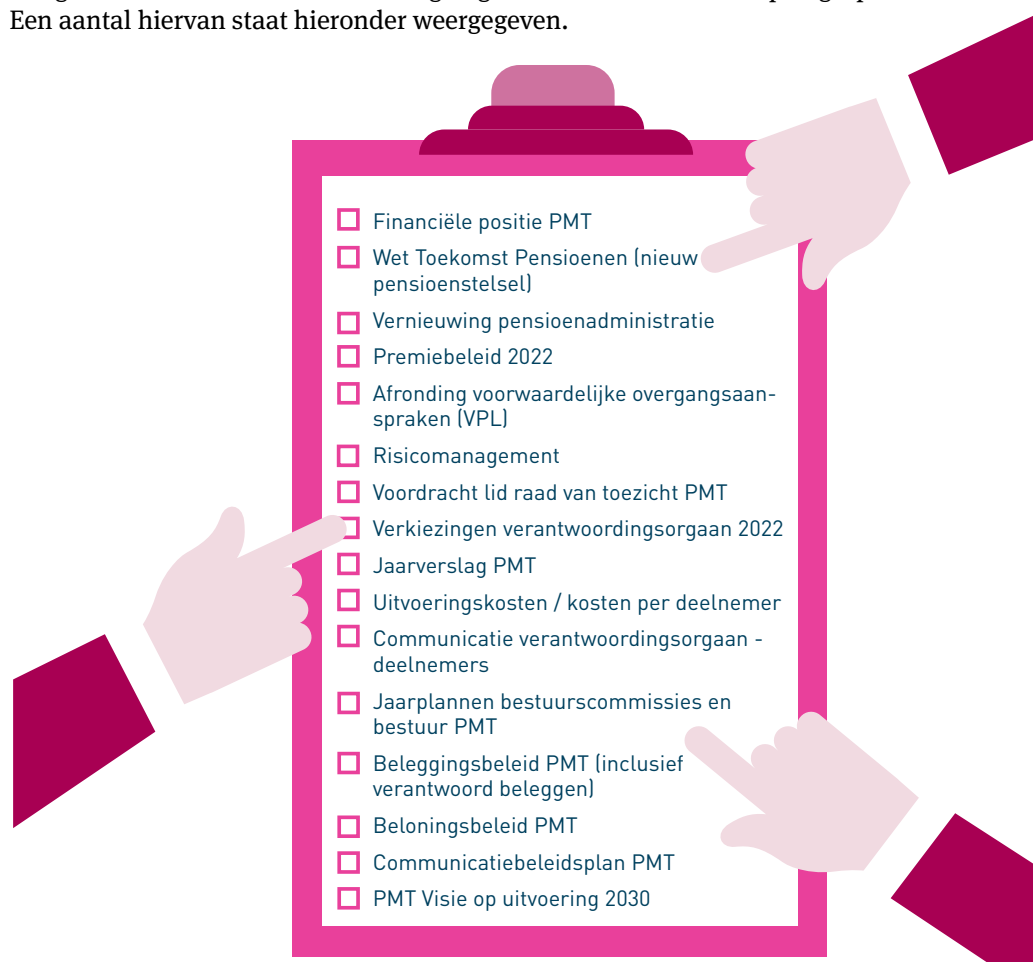 Een aantal hiervan staat hieronder weergegeven.
Financiële positie PMT
Wet Toekomst Pensioenen (nieuw
pensioenstelsel)
Vernieuwing pensioenadministratie
Premiebeleid 2022
Afronding voorwaardelijke overgangsaan-
spraken (VPL)
Risicomanagement
Voordracht lid raad van toezicht PMT
Verkiezingen verantwoordingsorgaan 2022
Jaarverslag PMT
Uitvoeringskosten / kosten per deelnemer
Communicatie verantwoordingsorgaan -
deelnemers
Jaarplannen bestuurscommissies en
bestuur PMT
Beleggingsbeleid PMT (inclusief
verantwoord beleggen)
Beloningsbeleid PMT
Communicatiebeleidsplan PMT
PMT Visie op uitvoering 2030